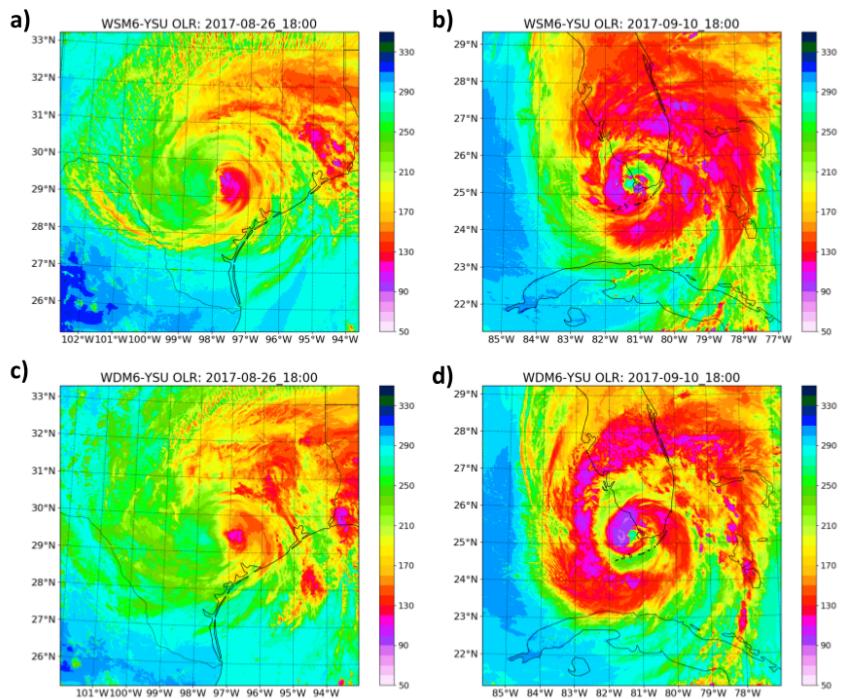 a)
WSM6-YSU OLR: 2017-08-26_18:00
33°N
32°N
31°N
30°N
29°N
28°N
27°N
26°N
102°W101°W100°W99°W 98°W 97°W 96°W 95°W 94°W
330
290
250
210
170
130
90
50
b)
WSM6-YSU OLR: 2017-09-10_18:00
29°N
28°N
27°N
26°N
25°N
24°N
23°N
22°N
85°W 84°W 83°W 82°W 81°W 80°W 79°W 78°W 77°W
330
290
250
210
170
130
90
50
c)
WDM6-YSU OLR: 2017-08-26_18:00
33°N
32°N
31°N
30°N
29°N
28°N
27°N
26°N
101°W100°W99°W 98°W 97°W 96°W 95°W 94°W
330
290
250
210
170
130
90
50
d)
WDM6-YSU OLR: 2017-09-10_18:00
29°N
28°N
27°N
26°N
25°N
24°N
23°N
22°N
85°W 84°W 83°W 82°W 81°W 80°W 79°W 78°W
330
290
250
210
170
130
90
50